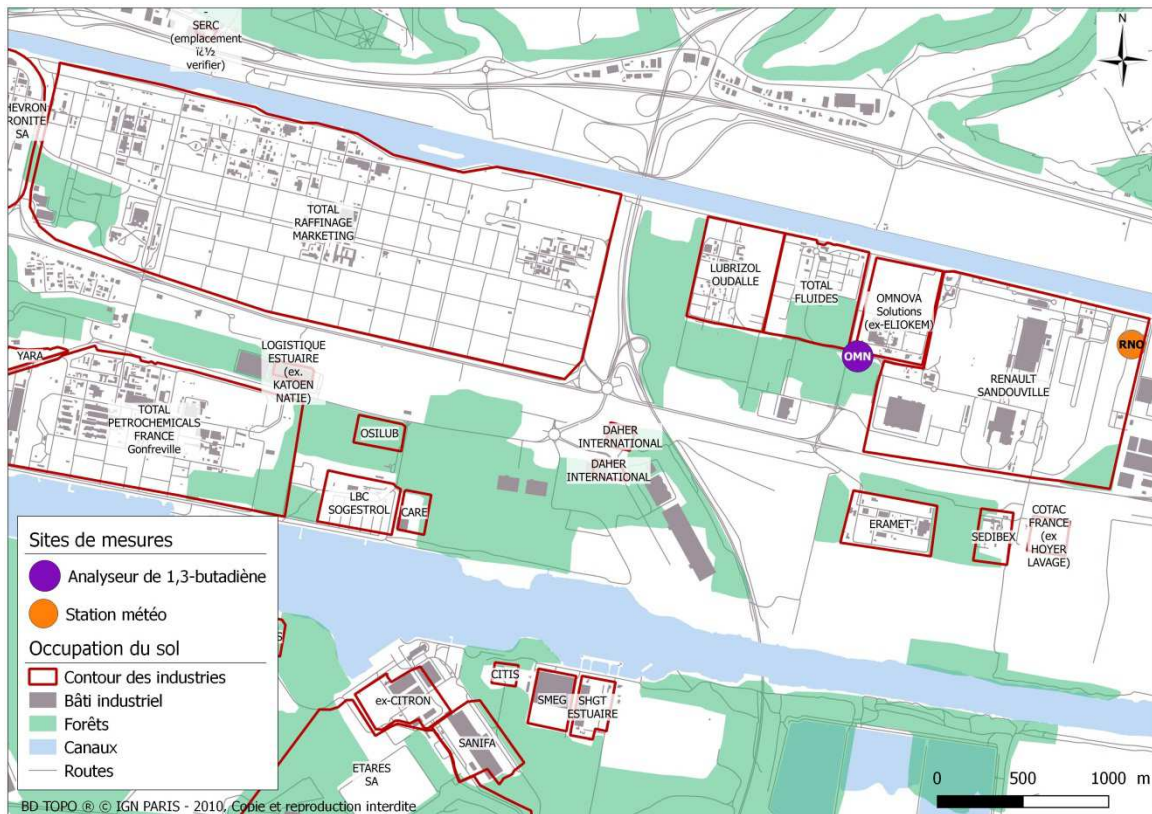 SERC
(emplacement
ï¿½
verifier)
N
HEVRON
RONITE
SA
TOTAL
RAFFINAGE
MARKETING
LUBRIZOL
OUDALLE
TOTAL
FLUIDES
OMNOVA
Solutions
(ex-ELIOKEM)
OMN
RNO
RENAULT
SANDOUVILLE
YARA
LOGISTIQUE
ESTUAIRE
(ex.
KATOEN
NATIE)
TOTAL
PETROCHEMICALS
FRANCE
Gonfreville
OSILUB
DAHER
INTERNATIONAL
DAHER
INTERNATIONAL
LBC
SOGESTROL
CARE
ERAMET
SEDIBEX
COTAC
FRANCE
(ex
HOYER
LAVAGE)
Sites de mesures
Analyseur de 1,3-butadiène
Station météo
Occupation du sol
Contour des industries
Bâti industriel
Forêts
Canaux
Routes
S
CITIS
ex-CITRON
SMEG
SHGT
ESTUAIRE
SANIFA
ETARES
SA
0 500 1000 m
BD TOPO ® © IGN PARIS - 2010, Copie et reproduction interdite